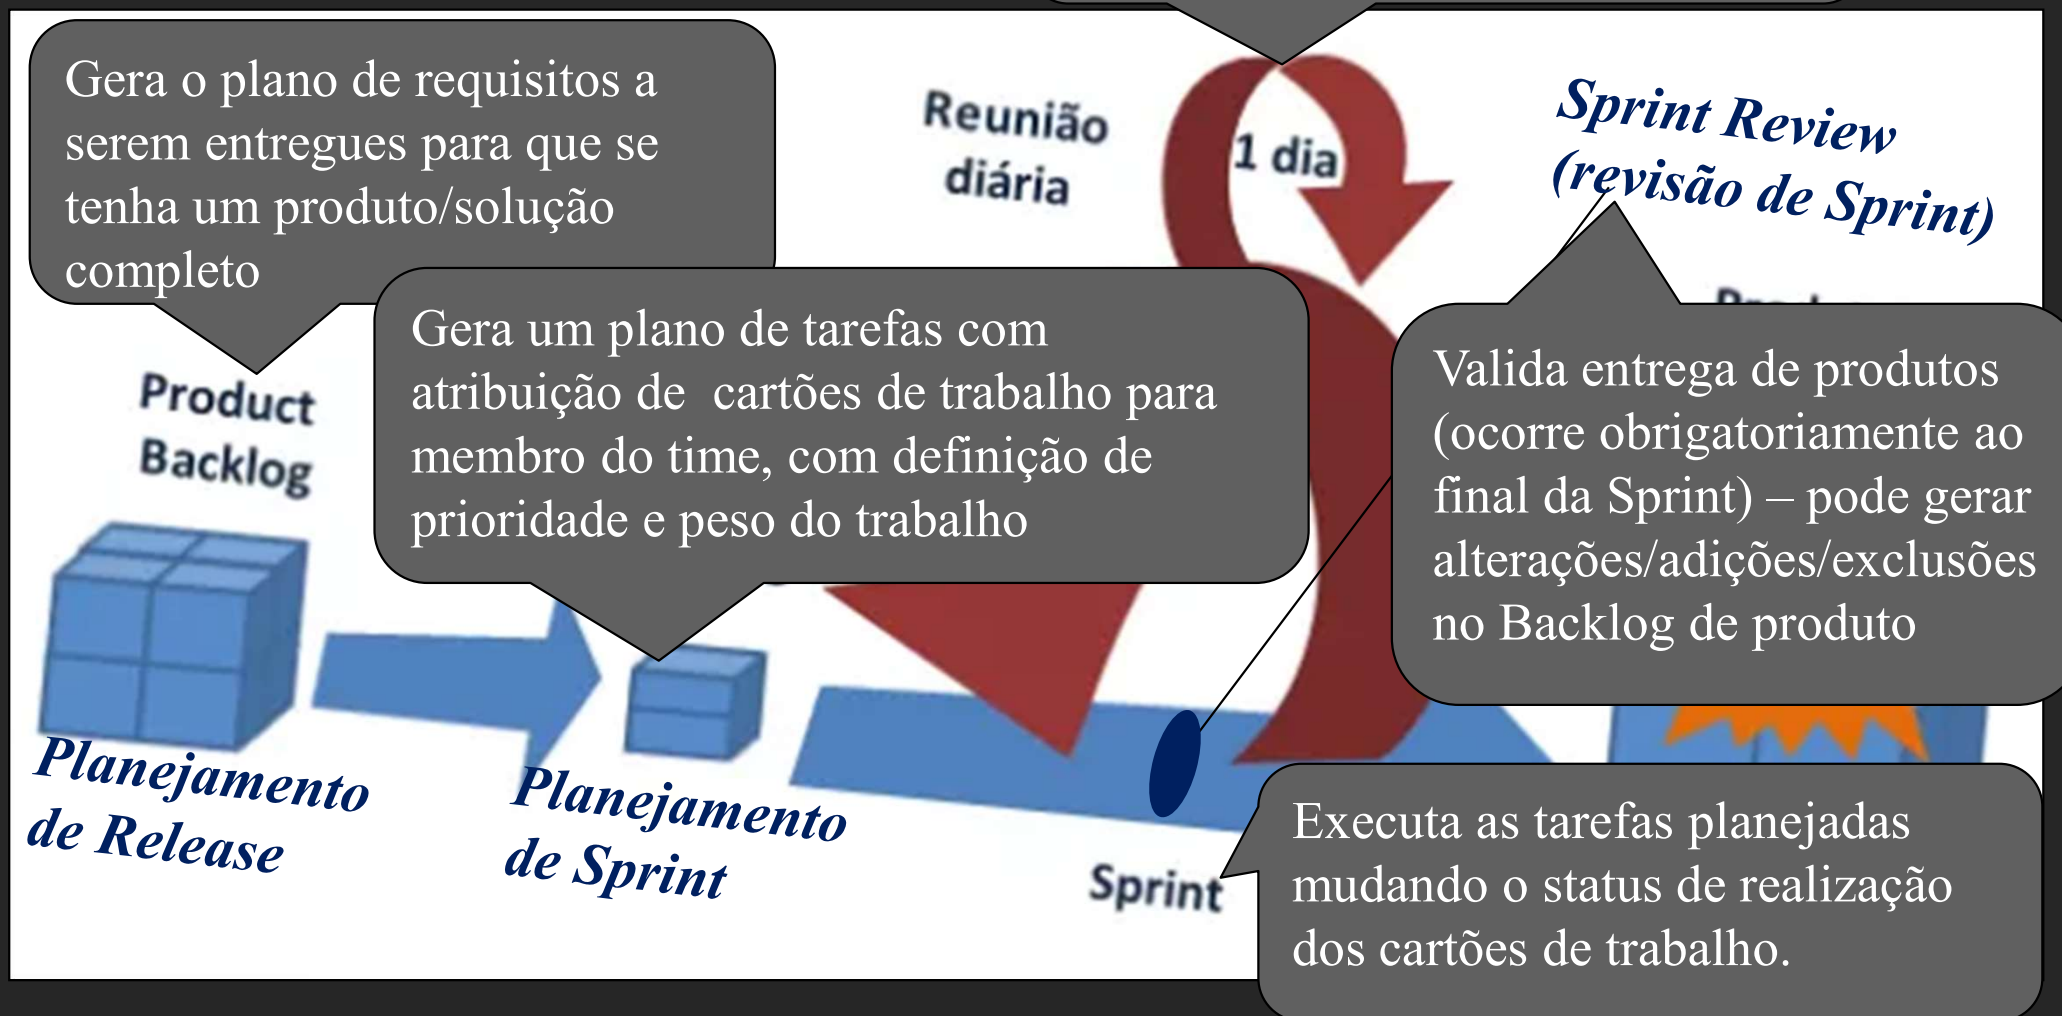 Gera o plano de requisitos a
serem entregues para que se
tenha um produto/solução
completo
Reunião
diária
1 dia
Sprint Review
(revisão de Sprint)
Gera um plano de tarefas com
atribuição de  cartões de trabalho para
membro do time, com definição de
prioridade e peso do trabalho
Valida entrega de produtos
(ocorre obrigatoriamente ao
final da Sprint) – pode gerar
alterações/adições/exclusões
no Backlog de produto
Product
Backlog
Planejamento
de Release
Planejamento
de Sprint
Sprint
Executa as tarefas planejadas
mudando o status de realização
dos cartões de trabalho.